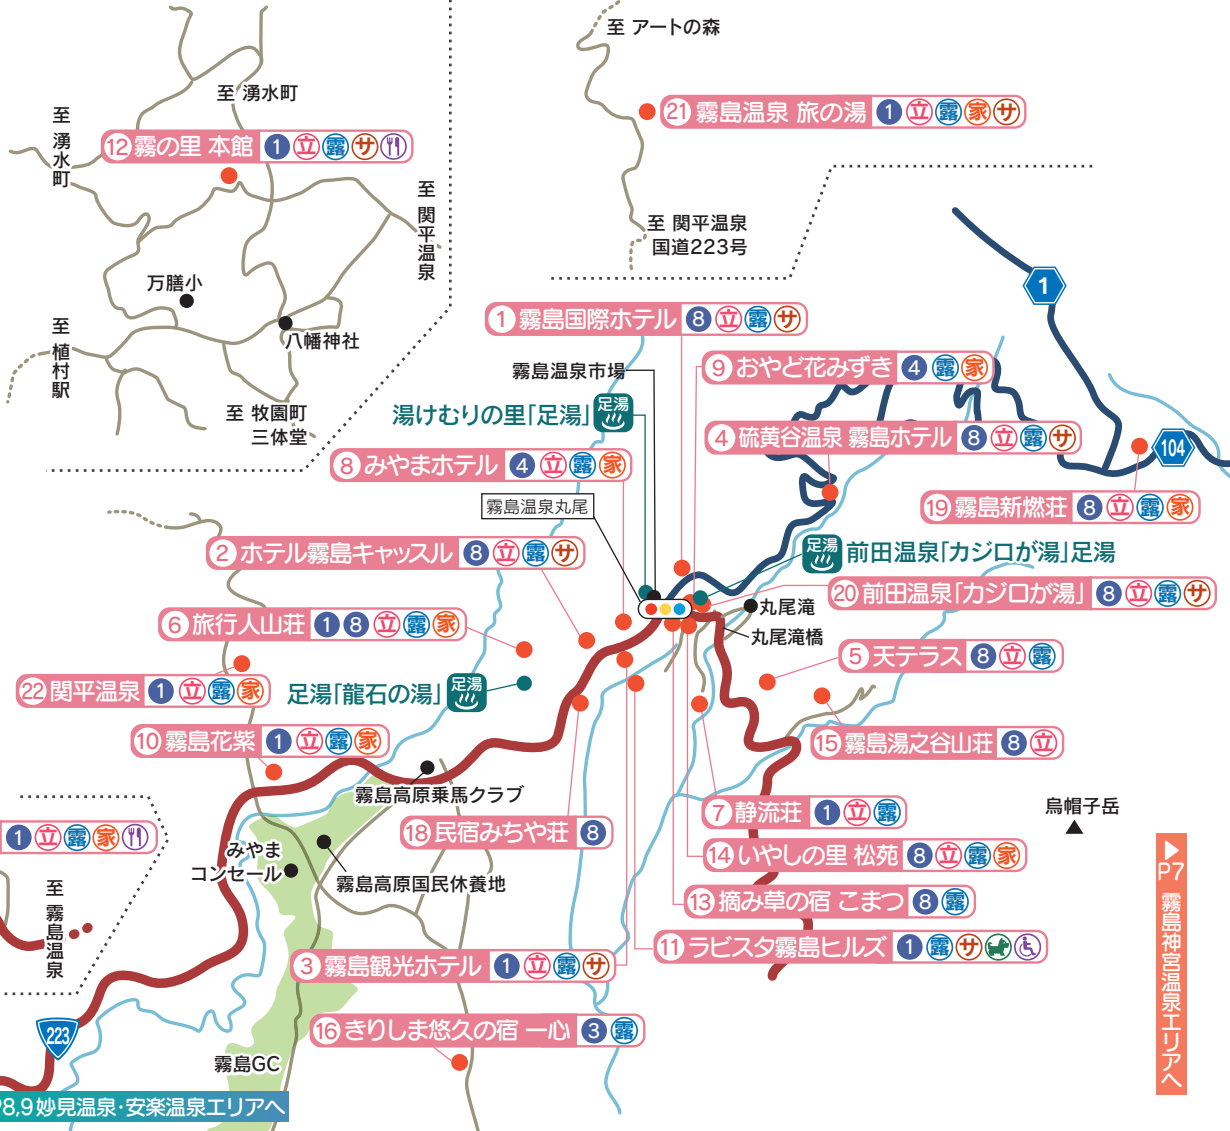 至 アートの森
至 湧水町
至 湧水町
21 霧島温泉 旅の湯 1 立 露 家 サ
12 霧の里 本館 1 立 露 サ
至 関平温泉
至 関平温泉
国道223号
万膳小
1
八幡神社
至 植村駅
1 霧島国際ホテル 8 立 露 サ
霧島温泉市場
9 おやど花みずき 4 露 家
湯けむりの里「足湯」 足湯
至 牧園町
三体堂
4 硫黄谷温泉 霧島ホテル 8 立 露 サ
104
8 みやまホテル 4 立 露 家
霧島温泉丸尾
19 霧島新燃荘 8 立 露 家
2 ホテル霧島キャッスル 8 立 露 サ
足湯 前田温泉「カジロが湯」足湯
20 前田温泉「カジロが湯」 8 立 露 サ
丸尾滝
丸尾滝橋
6 旅行人山荘 1 8 立 露 家
5 天テラス 8 立 露
22 関平温泉 1 立 露 家
足湯「龍石の湯」 足湯
10 霧島花紫 1 立 露 家
15 霧島湯之谷山荘 8 立
霧島高原乗馬クラブ
7 静流荘 1 立 露
烏帽子岳
18 民宿みちや荘 8
1 立 露 家
みやま
コンセール
14 いやしの里 松苑 8 立 露 家
霧島高原国民休養地
13 摘み草の宿 こまつ 8 露
至 霧島温泉
11 ラビスタ霧島ヒルズ 1 露 サ
3 霧島観光ホテル 1 立 露 サ
P7 霧島神宮温泉エリアへ
16 きりしま悠久の宿 一心 3 露
223
霧島GC
8,9 妙見温泉・安楽温泉エリアへ